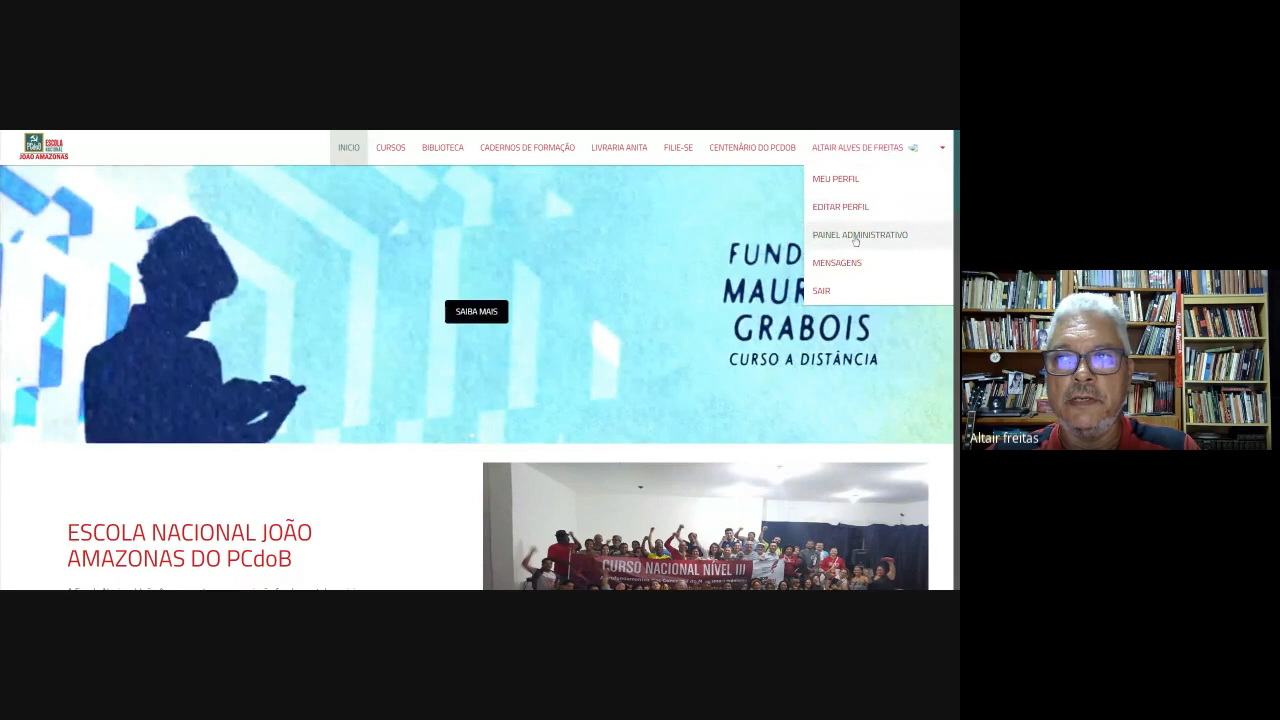 PCdoB ESCOLA
NACIONAL
JOÃO AMAZONAS
INICIO CURSOS BIBLIOTECA CADERNOS DE FORMAÇÃO LIVRARIA ANITA FILIE-SE CENTENÁRIO DO PCDOB ALTAIR ALVES DE FREITAS
MEU PERFIL
EDITAR PERFIL
PAINEL ADMINISTRATIVO
MENSAGENS
SAIR
FUND
MAUR
GRABOIS
CURSO A DISTÂNCIA
SAIBA MAIS
ESCOLA NACIONAL JOÃO
AMAZONAS DO PCdoB
CURSO NACIONAL NÍVEL III
Altair freitas